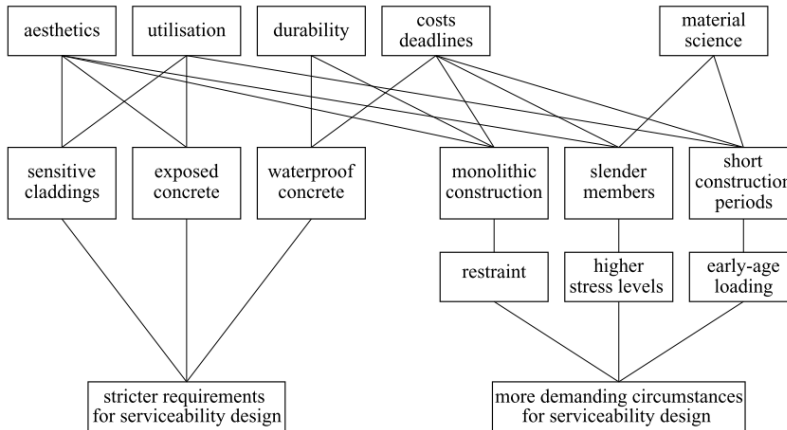 aesthetics
utilisation
durability
costs
deadlines
material
science
sensitive
claddings
exposed
concrete
waterproof
concrete
monolithic
construction
slender
members
short
construction
periods
restraint
higher
stress levels
early-age
loading
stricter requirements
for serviceability design
more demanding circumstances
for serviceability design